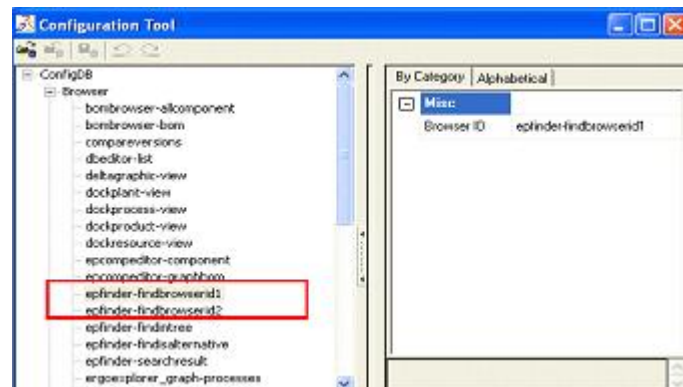 Configuration Tool
ConfigDB
Browser
bombrowser-allcomponent
bombrowser-bom
compareversions
dbeditor-list
deltagraphic-view
dockplant-view
dockprocess-view
dockproduct-view
dockresource-view
epcompeditor-component
epcompeditor-graphbom
epfinder-findbrowserid1
epfinder-findbrowserid2
epfinder-findintree
epfinder-findisalternative
epfinder-searchresult
ergoexplorer_graph-processes
By Category
Alphabetical
Misc
Browser ID
epfinder-findbrowserid1